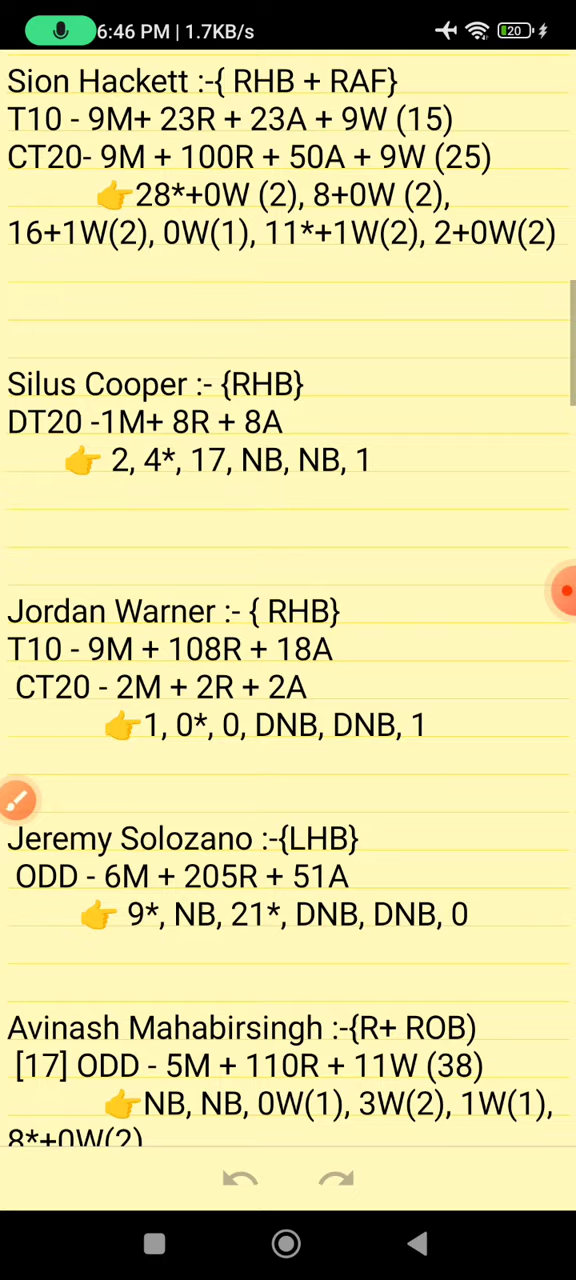 6:46 PM | 1.7KB/s
20
Sion Hackett :-{ RHB + RAF}
T10 - 9M+ 23R + 23A + 9W (15)
CT20- 9M + 100R + 50A + 9W (25)
👉28*+0W (2), 8+0W (2),
16+1W(2), 0W(1), 11*+1W(2), 2+0W(2)
Silus Cooper :- {RHB}
DT20 -1M+ 8R + 8A
👉 2, 4*, 17, NB, NB, 1
Jordan Warner :- { RHB}
T10 - 9M + 108R + 18A
CT20 - 2M + 2R + 2A
👉1, 0*, 0, DNB, DNB, 1
Jeremy Solozano :-{LHB}
ODD - 6M + 205R + 51A
👉 9*, NB, 21*, DNB, DNB, 0
Avinash Mahabirsingh :-{R+ ROB)
[17] ODD - 5M + 110R + 11W (38)
👉NB, NB, 0W(1), 3W(2), 1W(1),
8*+0W(2)